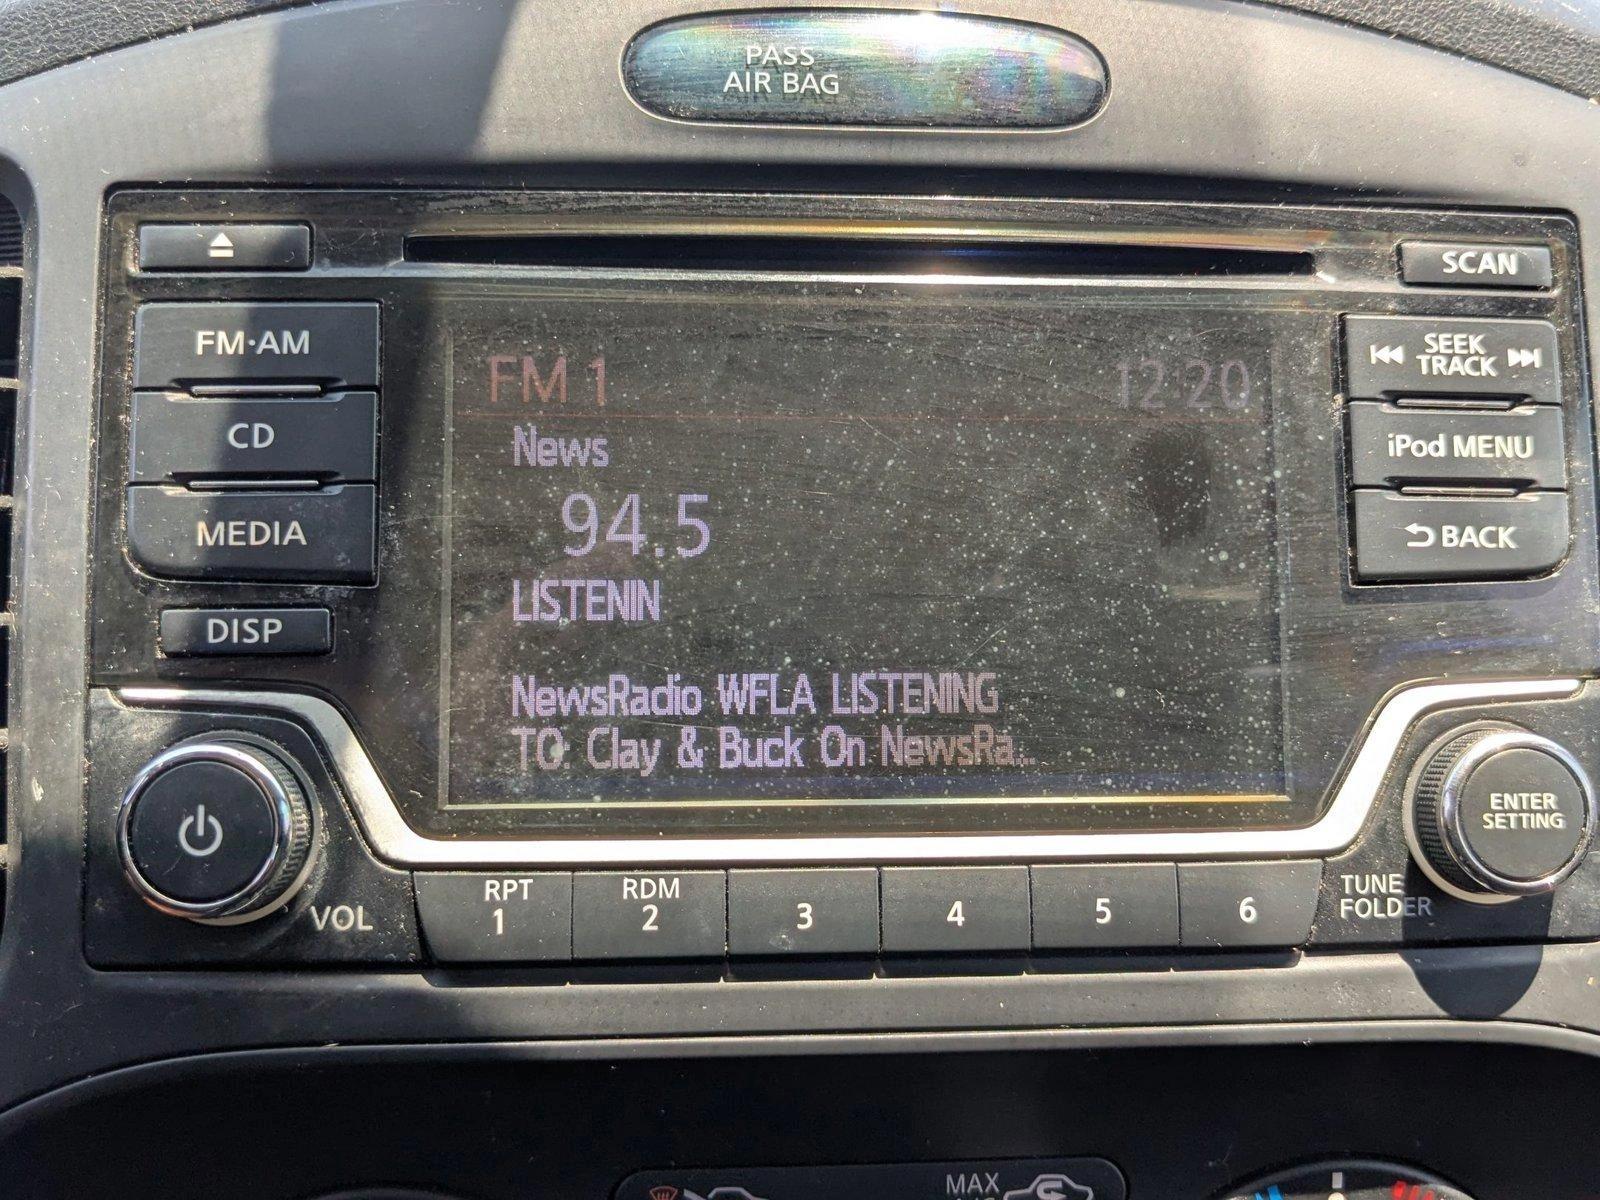 PASS
AIR BAG
SCAN
FM·AM
CD
MEDIA
DISP
FM 1
12:20
News
94.5
LISTENIN
NewsRadio WFLA LISTENING
TO: Clay & Buck On NewsRa...
SEEK
TRACK
iPod MENU
BACK
VOL
RPT
1
RDM
2
3
4
5
6
TUNE
FOLDER
ENTER
SETTING
MAX